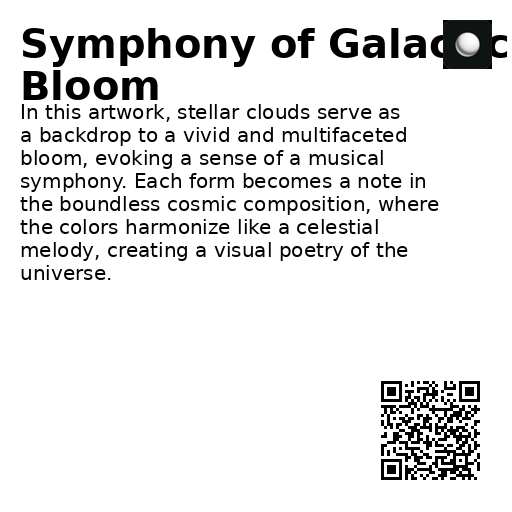 Symphony of Galactic
Bloom
In this artwork, stellar clouds serve as
a backdrop to a vivid and multifaceted
bloom, evoking a sense of a musical
symphony. Each form becomes a note in
the boundless cosmic composition, where
the colors harmonize like a celestial
melody, creating a visual poetry of the
universe.